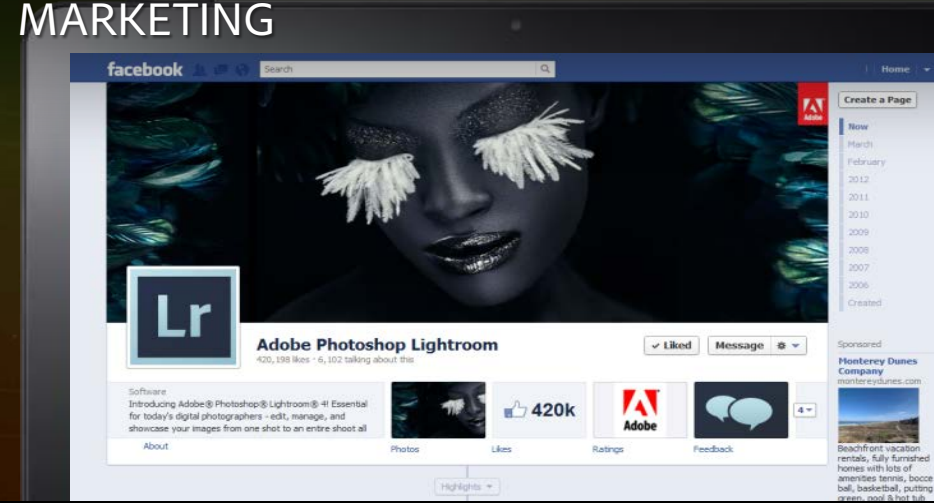 MARKETING
facebook
Search
Home
Adobe
Create a Page
Now
March
February
2012
2011
2010
2009
2008
2007
2006
Created
Lr
Adobe Photoshop Lightroom
420,198 likes · 6,102 talking about this
✓ Liked
Message
Software
Introducing Adobe® Photoshop® Lightroom® 4! Essential
for today's digital photographers - edit, manage, and
showcase your images from one shot to an entire shoot all
About
420k
Adobe
4
Photos
Likes
Ratings
Feedback
Highlights
Sponsored
Monterey Dunes
Company
montereydunes.com
Beachfront vacation
rentals, fully furnished
homes with lots of
amenities tennis, bocce
ball, basketball, putting
green, pool & hot tub